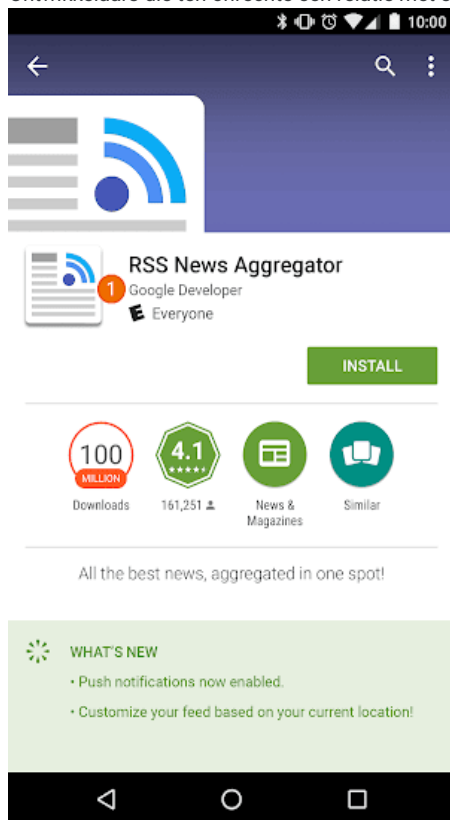 10:00
RSS News Aggregator
1
Google Developer
E Everyone
INSTALL
100
MILLION
Downloads
4.1
161,251
News &
Magazines
Similar
All the best news, aggregated in one spot!
WHAT'S NEW
• Push notifications now enabled.
• Customize your feed based on your current location!